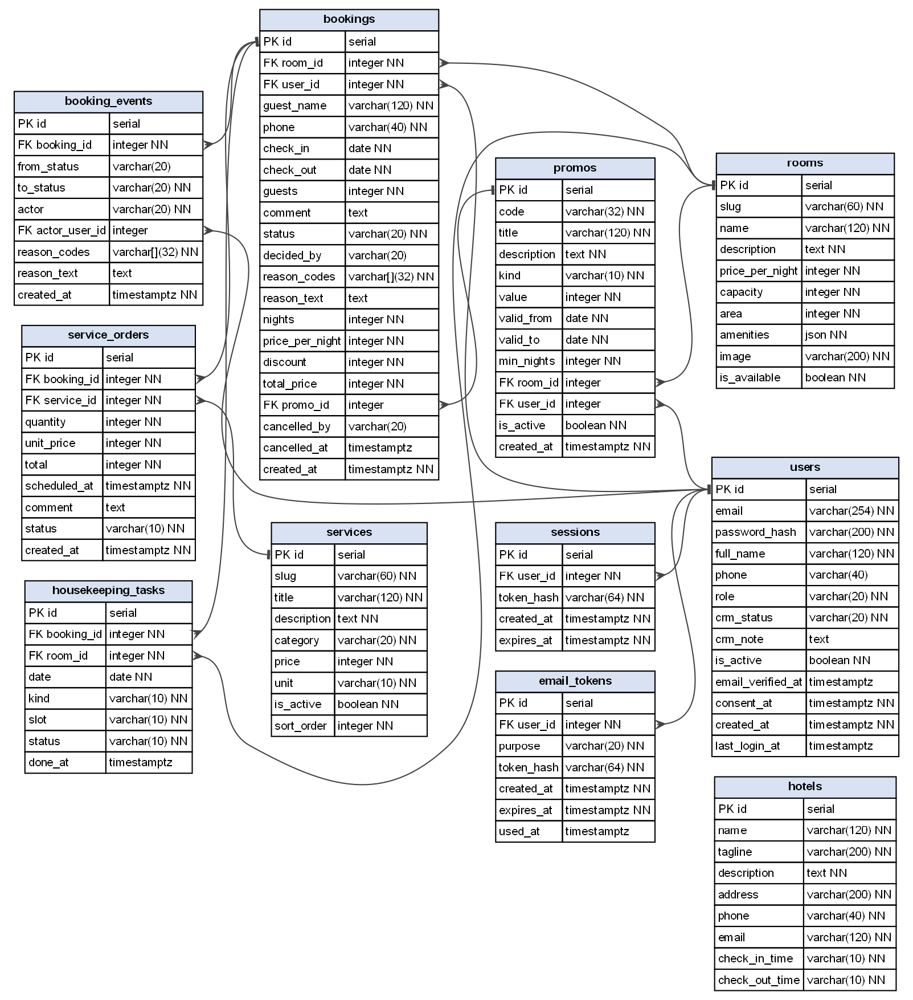 bookings
PK id serial
FK room_id integer NN
FK user_id integer NN
guest_name varchar(120) NN
phone varchar(40) NN
check_in date NN
check_out date NN
guests integer NN
comment text
status varchar(20) NN
decided_by varchar(20)
reason_codes varchar[](32) NN
reason_text text
nights integer NN
price_per_night integer NN
discount integer NN
total_price integer NN
FK promo_id integer
cancelled_by varchar(20)
cancelled_at timestamptz
created_at timestamptz NN
booking_events
PK id serial
FK booking_id integer NN
from_status varchar(20)
to_status varchar(20) NN
actor varchar(20) NN
FK actor_user_id integer
reason_codes varchar[](32) NN
reason_text text
created_at timestamptz NN
service_orders
PK id serial
FK booking_id integer NN
FK service_id integer NN
quantity integer NN
unit_price integer NN
total integer NN
scheduled_at timestamptz NN
comment text
status varchar(10) NN
created_at timestamptz NN
housekeeping_tasks
PK id serial
FK booking_id integer NN
FK room_id integer NN
date date NN
kind varchar(10) NN
slot varchar(10) NN
status varchar(10) NN
done_at timestamptz
services
PK id serial
slug varchar(60) NN
title varchar(120) NN
description text NN
category varchar(20) NN
price integer NN
unit varchar(10) NN
is_active boolean NN
sort_order integer NN
promos
PK id serial
code varchar(32) NN
title varchar(120) NN
description text NN
kind varchar(10) NN
value integer NN
valid_from date NN
valid_to date NN
min_nights integer NN
FK room_id integer
FK user_id integer
is_active boolean NN
created_at timestamptz NN
sessions
PK id serial
FK user_id integer NN
token_hash varchar(64) NN
created_at timestamptz NN
expires_at timestamptz NN
email_tokens
PK id serial
FK user_id integer NN
purpose varchar(20) NN
token_hash varchar(64) NN
created_at timestamptz NN
expires_at timestamptz NN
used_at timestamptz
rooms
PK id serial
slug varchar(60) NN
name varchar(120) NN
description text NN
price_per_night integer NN
capacity integer NN
area integer NN
amenities json NN
image varchar(200) NN
is_available boolean NN
users
PK id serial
email varchar(254) NN
password_hash varchar(200) NN
full_name varchar(120) NN
phone varchar(40)
role varchar(20) NN
crm_status varchar(20) NN
crm_note text
is_active boolean NN
email_verified_at timestamptz
consent_at timestamptz NN
created_at timestamptz NN
last_login_at timestamptz
hotels
PK id serial
name varchar(120) NN
tagline varchar(200) NN
description text NN
address varchar(200) NN
phone varchar(40) NN
email varchar(120) NN
check_in_time varchar(10) NN
check_out_time varchar(10) NN